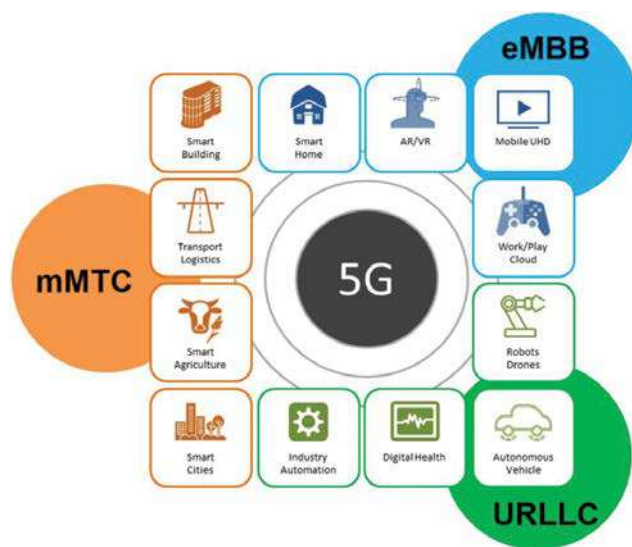 eMBB
Smart
Building
Smart
Home
AR/VR
Mobile UHD
Transport
Logistics
Work/Play
Cloud
mMTC
5G
Smart
Agriculture
Robots
Drones
Smart
Cities
Industry
Automation
Digital Health
Autonomous
Vehicle
URLLC